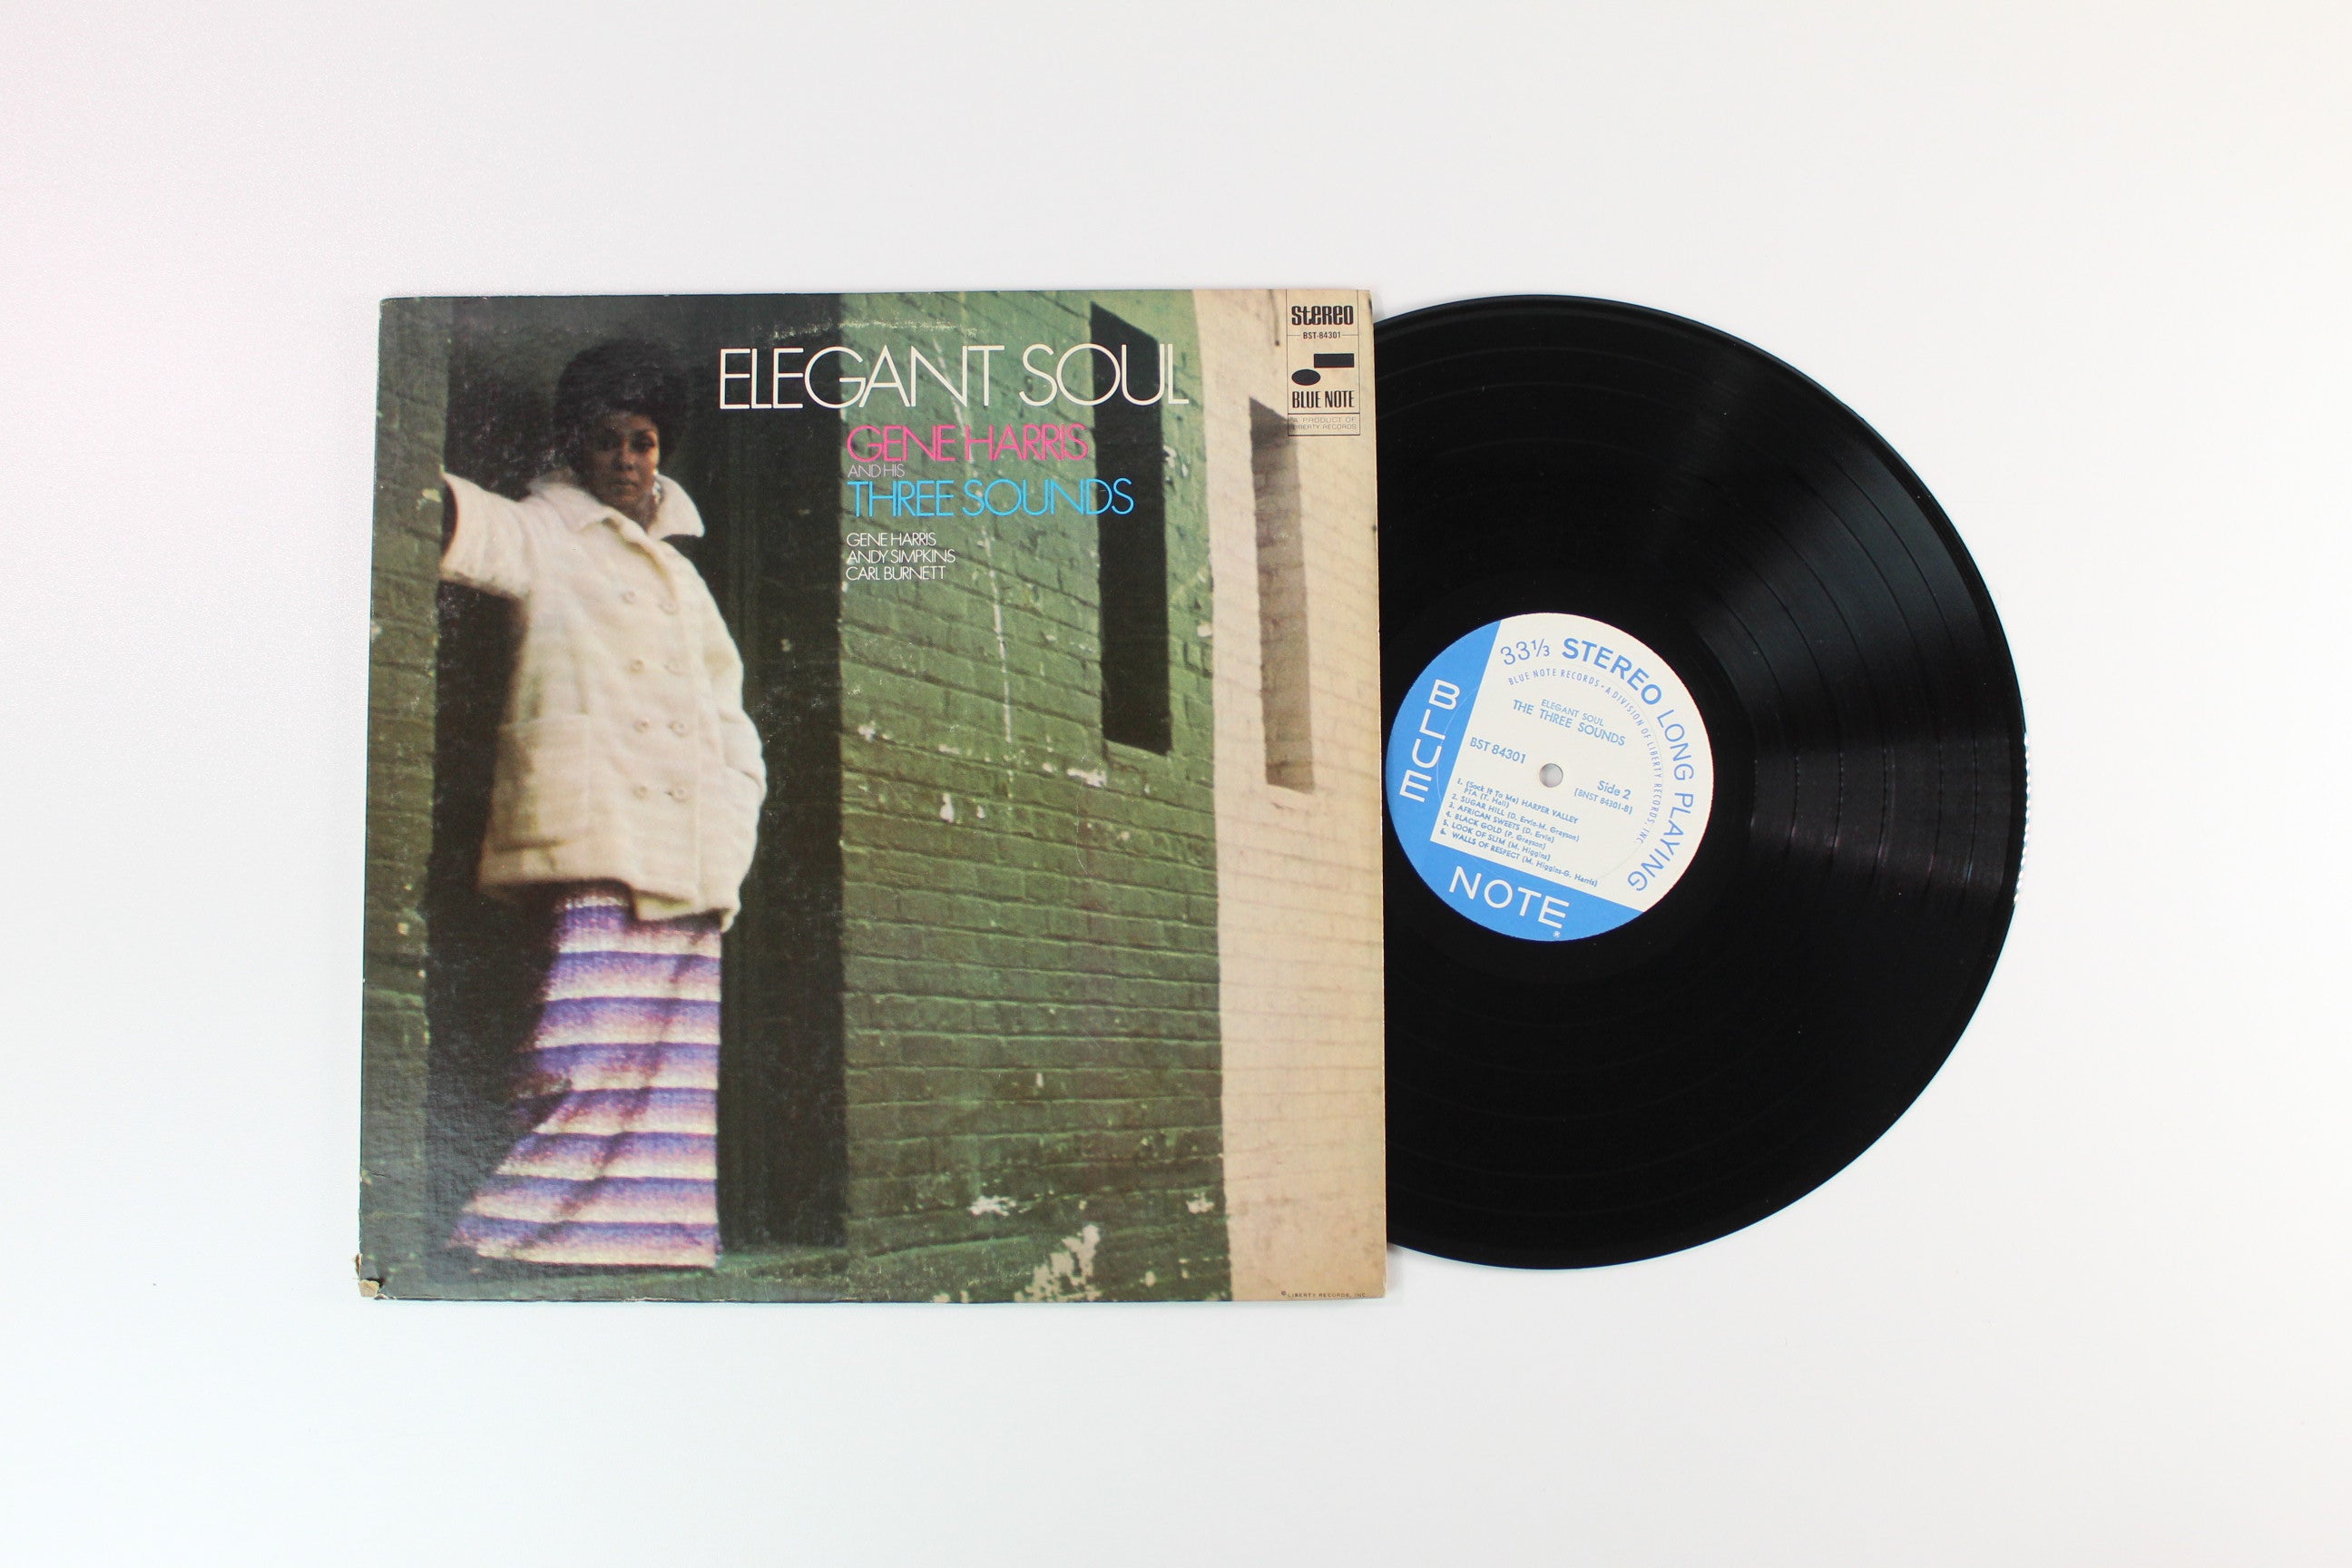 ELEGANT SOUL
GENE HARRIS
AND HIS
THREE SOUNDS
GENE HARRIS
ANDY SIMPKINS
CARL BURNETT
STEREO
BST-84301
BLUE NOTE
A PRODUCT OF
LIBERTY RECORDS
© LIBERTY RECORDS, INC.
33⅓ STEREO LONG PLAYING
BLUE NOTE RECORDS • A DIVISION OF LIBERTY RECORDS, INC.
ELEGANT SOUL
THE THREE SOUNDS
BST 84301
Side 2
(BNST 84301-B)
1. (Sock It To Me) HARPER VALLEY
PTA (T. Hall)
2. SUGAR HILL (D. Ervin-M. Grayson)
3. AFRICAN SWEETS (D. Ervin)
4. BLACK GOLD (P. Grayson)
5. LOOK OF SLIM (M. Higgins)
6. WALLS OF RESPECT (M. Higgins-G. Harris)
BLUE
NOTE